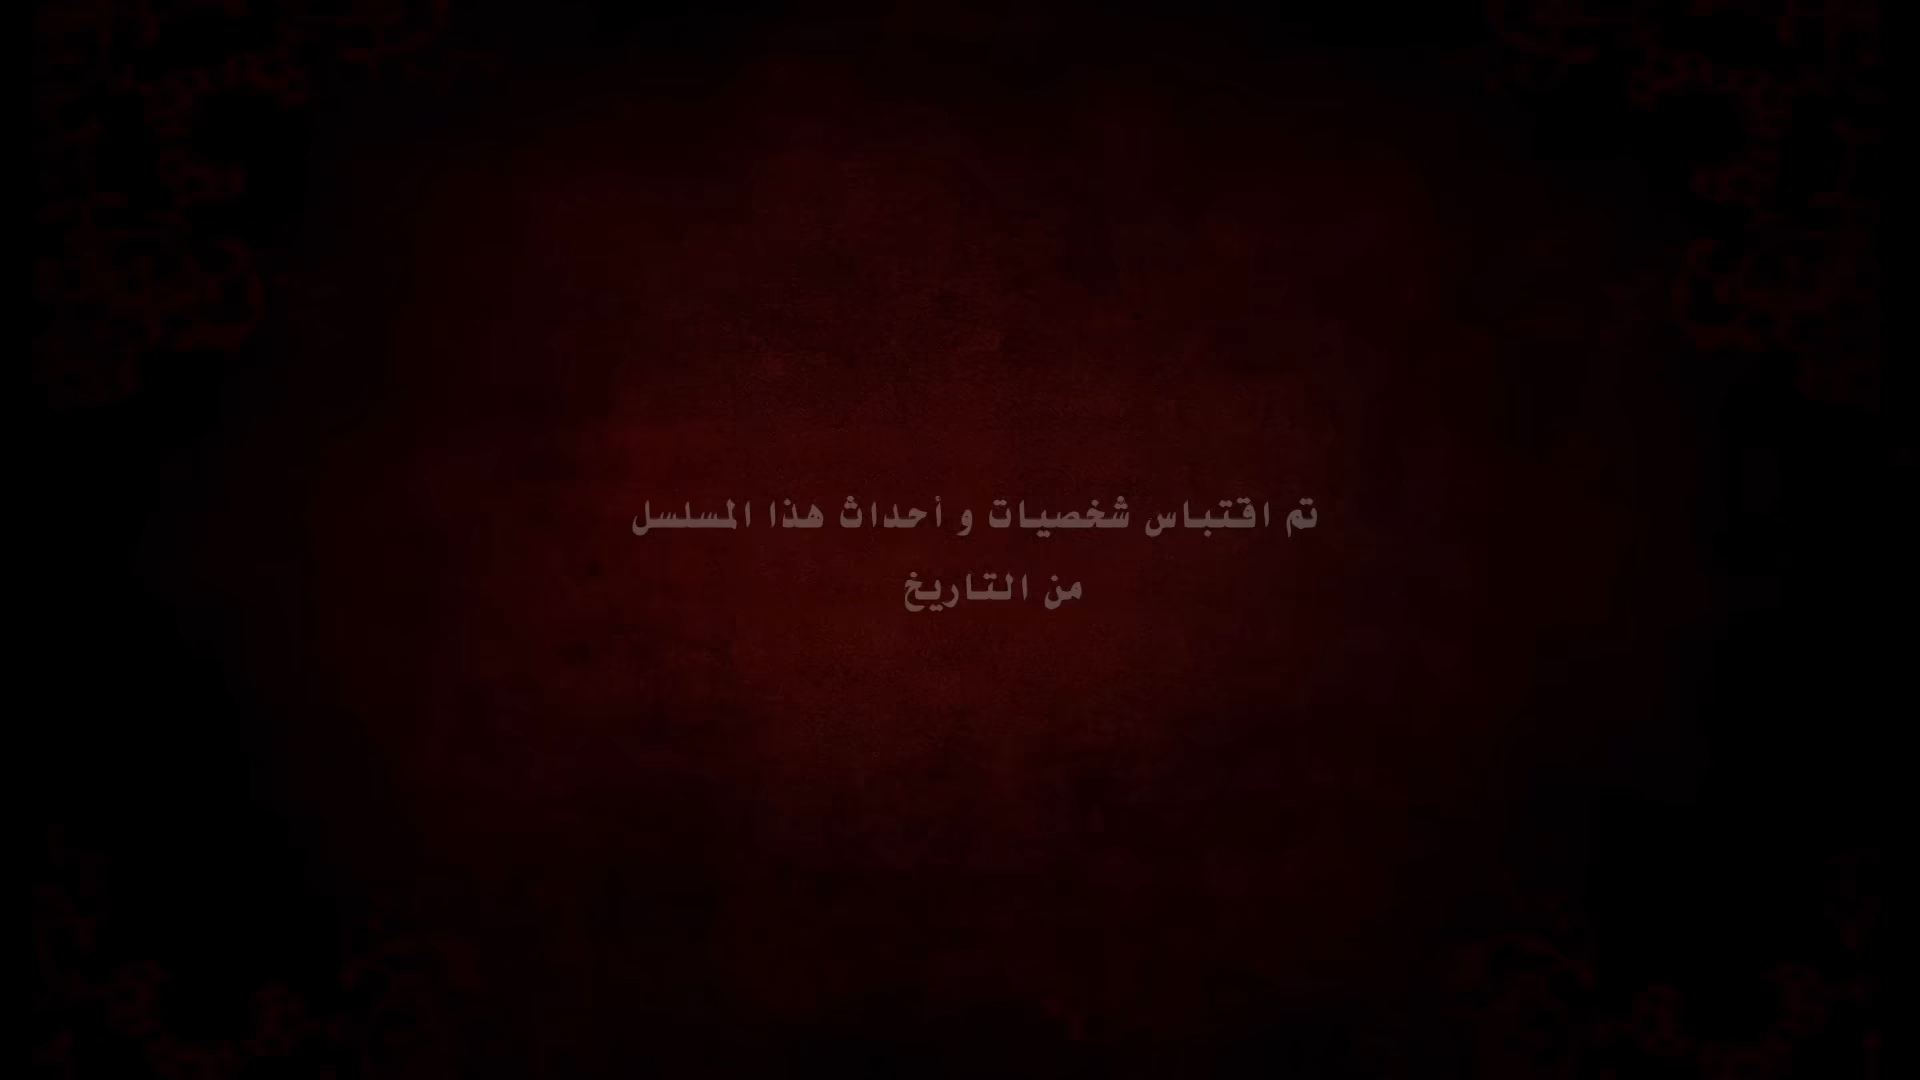 تم اقتباس شخصيات و أحداث هذا المسلسل
من التاريخ